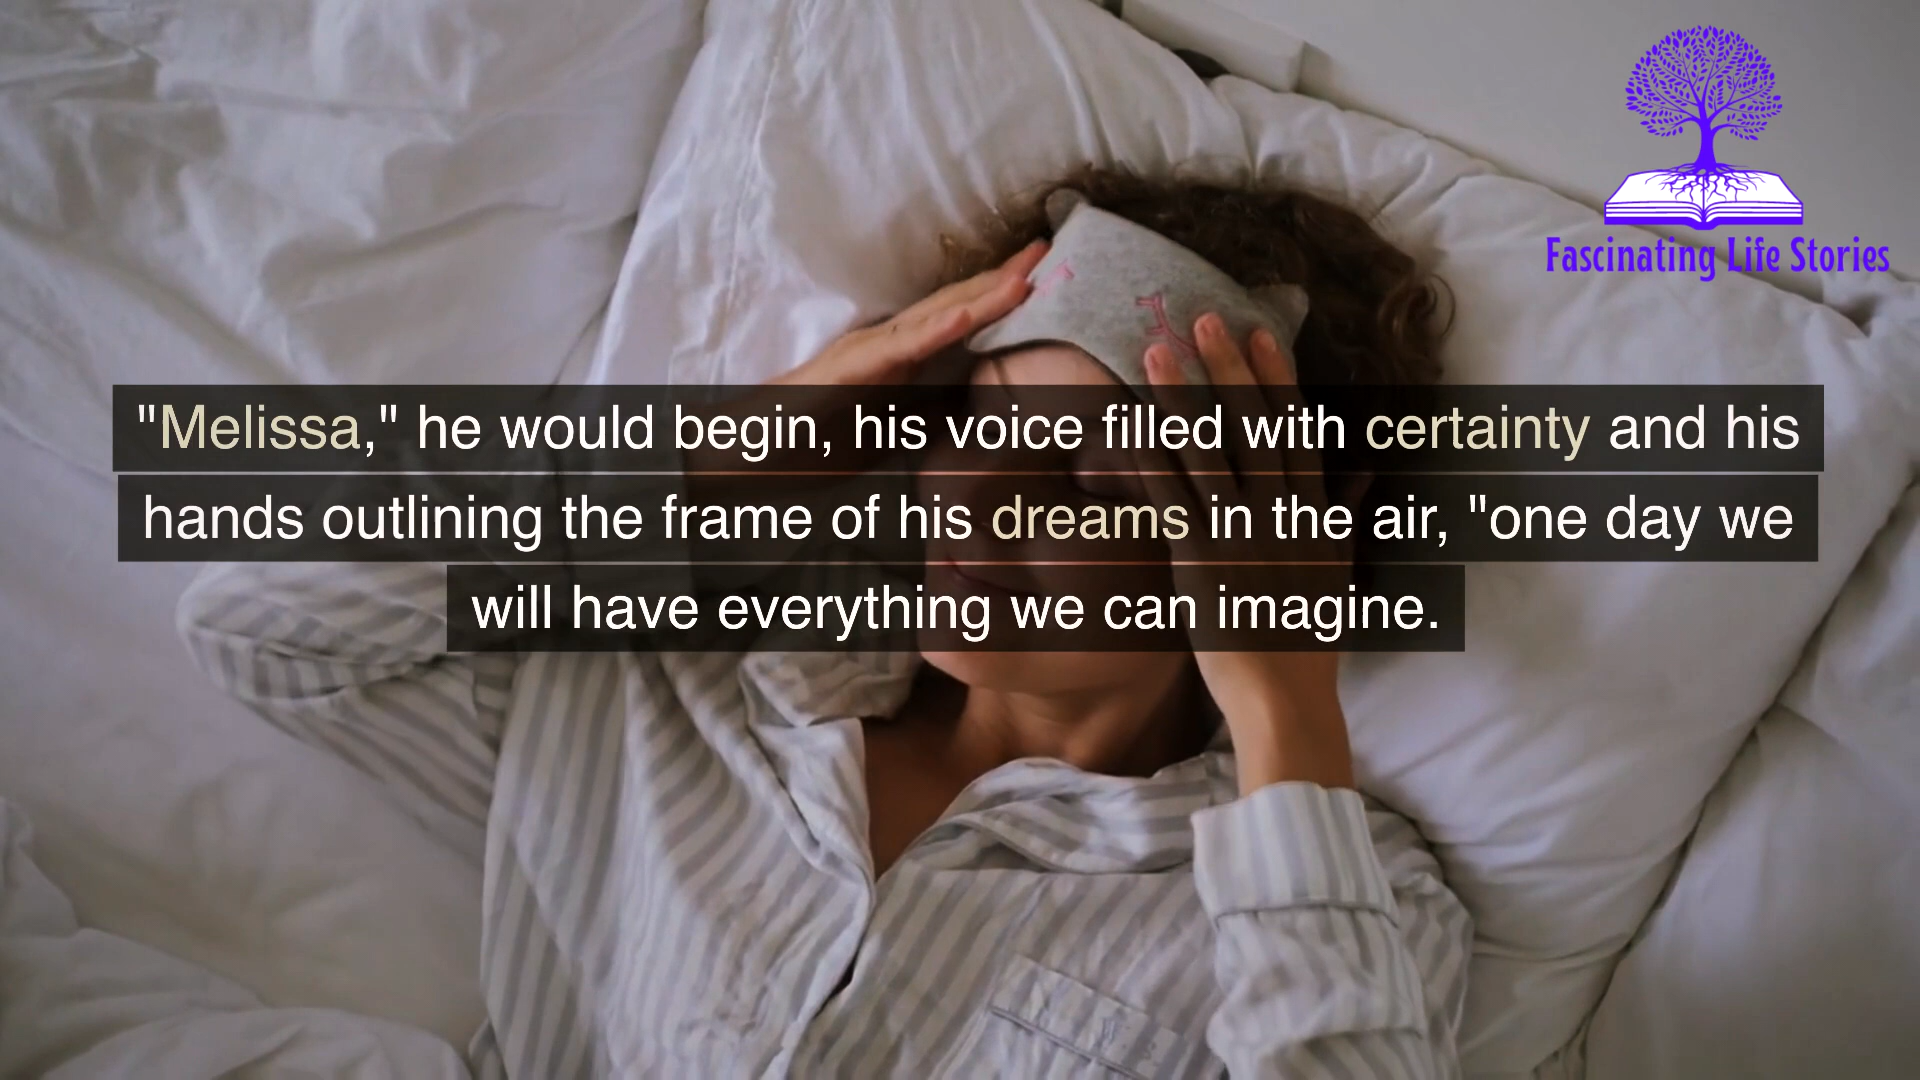 Fascinating Life Stories
"Melissa," he would begin, his voice filled with certainty and his
hands outlining the frame of his dreams in the air, "one day we
will have everything we can imagine.